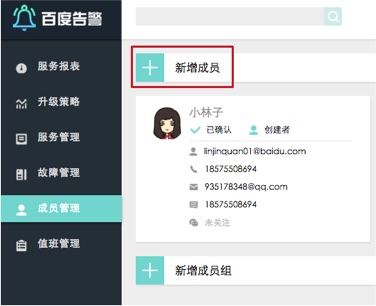 百度告警
服务报表
升级策略
服务管理
故障管理
成员管理
值班管理
新增成员
小林子
已确认 创建者
linjinquan01@baidu.com
18575508694
935178348@qq.com
18575508694
未关注
新增成员组